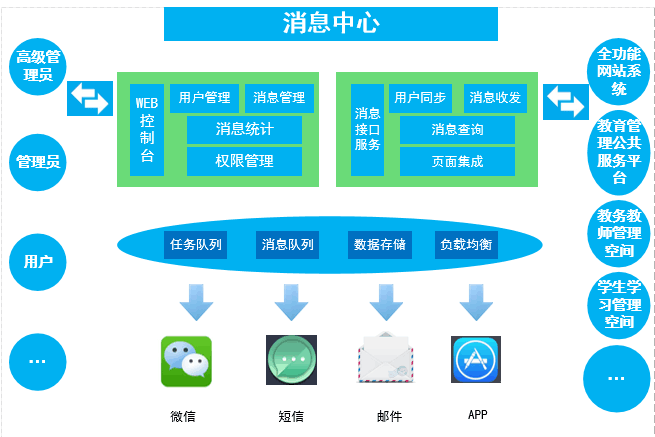 消息中心
高级管
理员
管理员
用户
...
WEB
控
制
台
用户管理
消息管理
消息统计
权限管理
消息
接口
服务
用户同步
消息收发
消息查询
页面集成
全功能
网站系
统
教育管
理公共
服务平
台
教务教
师管理
空间
学生学
习管理
空间
...
任务队列
消息队列
数据存储
负载均衡
微信
短信
邮件
APP